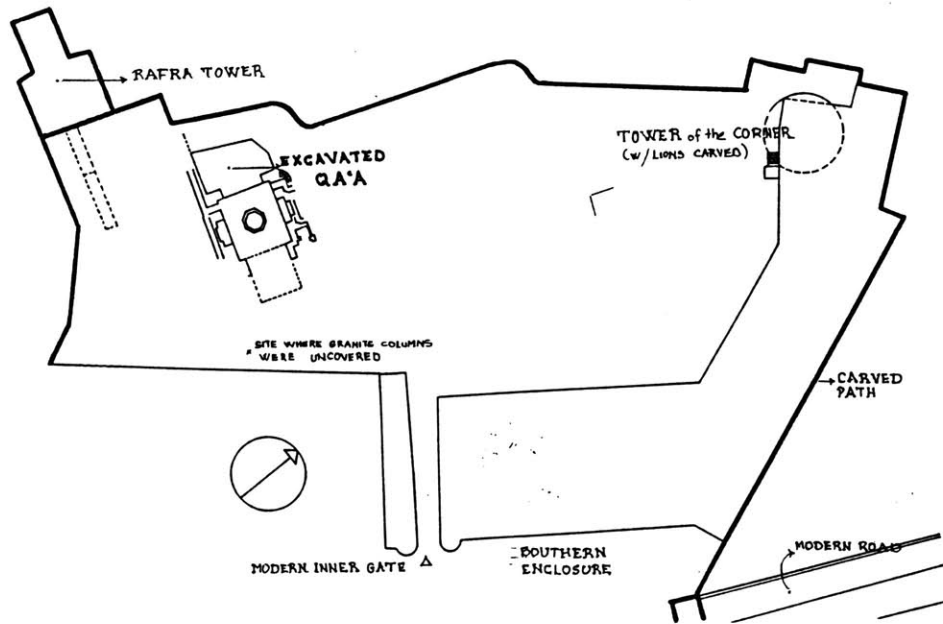 RAFRA TOWER
TOWER of the CORNER
(W/ LIONS CARVED)
EXCAVATED
QA'A
SITE WHERE GRANITE COLUMNS
WERE UNCOVERED
CARVED
PATH
MODERN INNER GATE
SOUTHERN
ENCLOSURE
MODERN ROAD